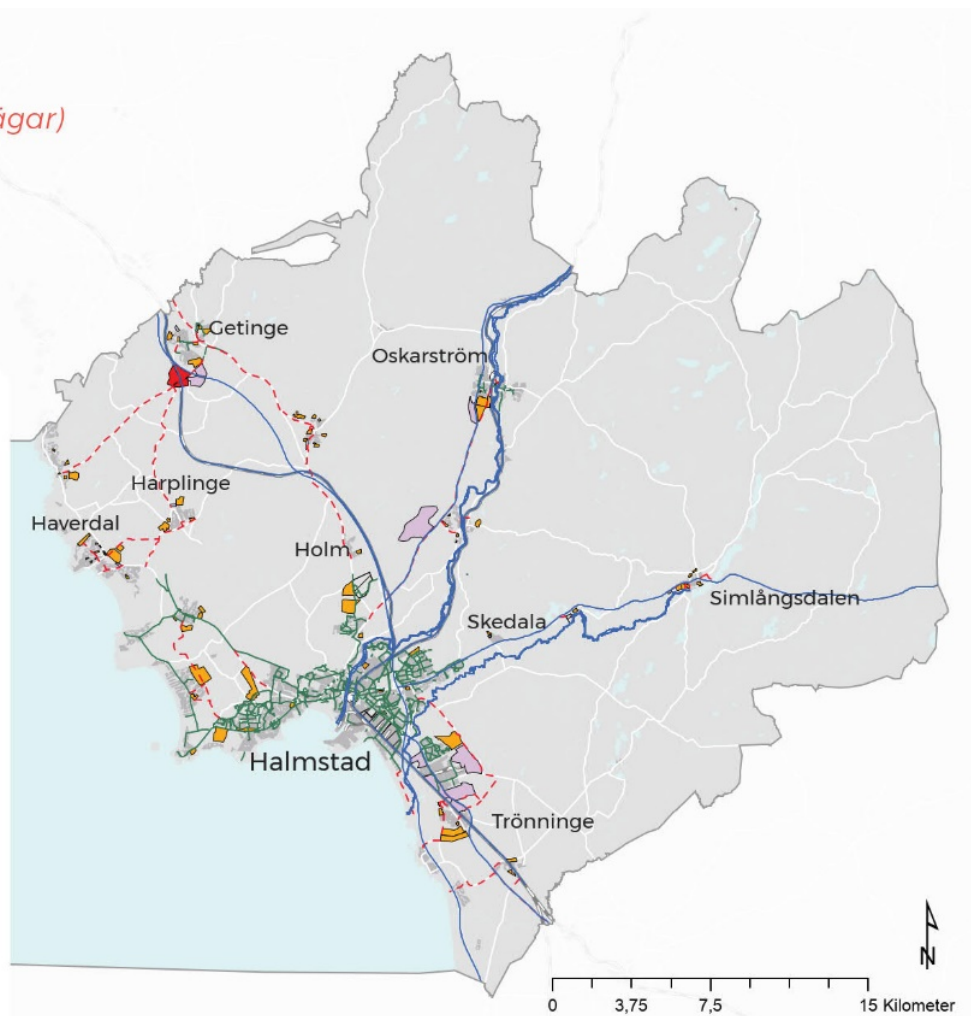 ägar)
Getinge
Oskarström
Harplinge
Haverdal
Holm
Skedala
Simlångsdalen
Halmstad
Trönninge
N
0 3,75 7,5 15 Kilometer